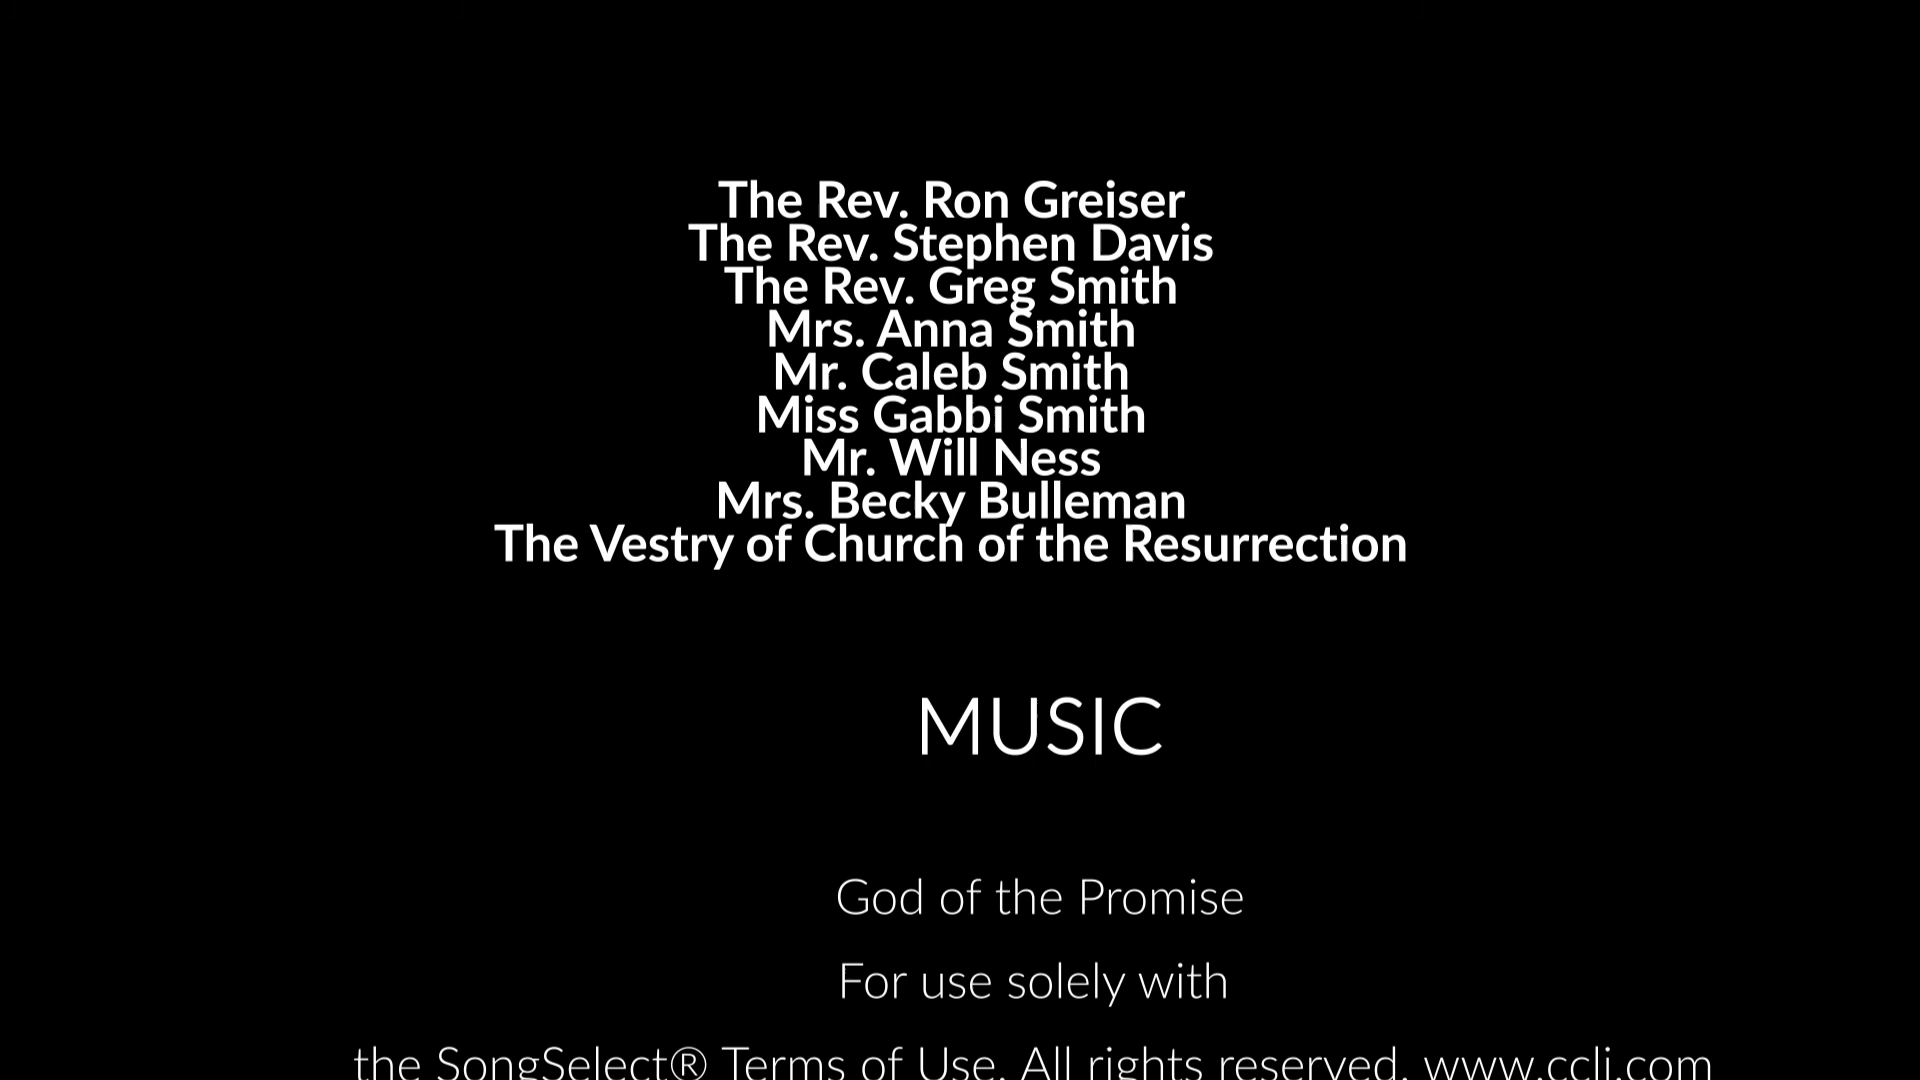 The Rev. Ron Greiser
The Rev. Stephen Davis
The Rev. Greg Smith
Mrs. Anna Smith
Mr. Caleb Smith
Miss Gabbi Smith
Mr. Will Ness
Mrs. Becky Bulleman
The Vestry of Church of the Resurrection
MUSIC
God of the Promise
For use solely with
the SongSelect® Terms of Use. All rights reserved. www.ccli.com